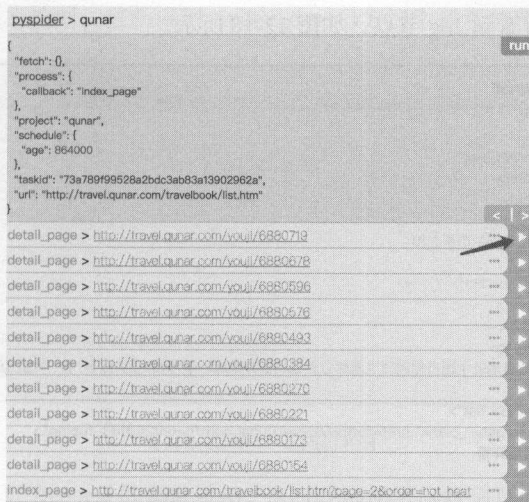 pyspider > qunar
{
run
"fetch": {},
"process": {
"callback": "index_page"
},
"project": "qunar",
"schedule": {
"age": 864000
},
"taskid": "73a789f99528a2bdc3ab83a13902962a",
"url": "http://travel.qunar.com/travelbook/list.htm"
}
< | >
detail_page > http://travel.qunar.com/youji/6880719
detail_page > http://travel.qunar.com/youji/6880678
detail_page > http://travel.qunar.com/youji/6880596
detail_page > http://travel.qunar.com/youji/6880576
detail_page > http://travel.qunar.com/youji/6880493
detail_page > http://travel.qunar.com/youji/6880384
detail_page > http://travel.qunar.com/youji/6880270
detail_page > http://travel.qunar.com/youji/6880221
detail_page > http://travel.qunar.com/youji/6880173
detail_page > http://travel.qunar.com/youji/6880154
index_page > http://travel.qunar.com/travelbook/list.htm?page=2&order=hot_heat